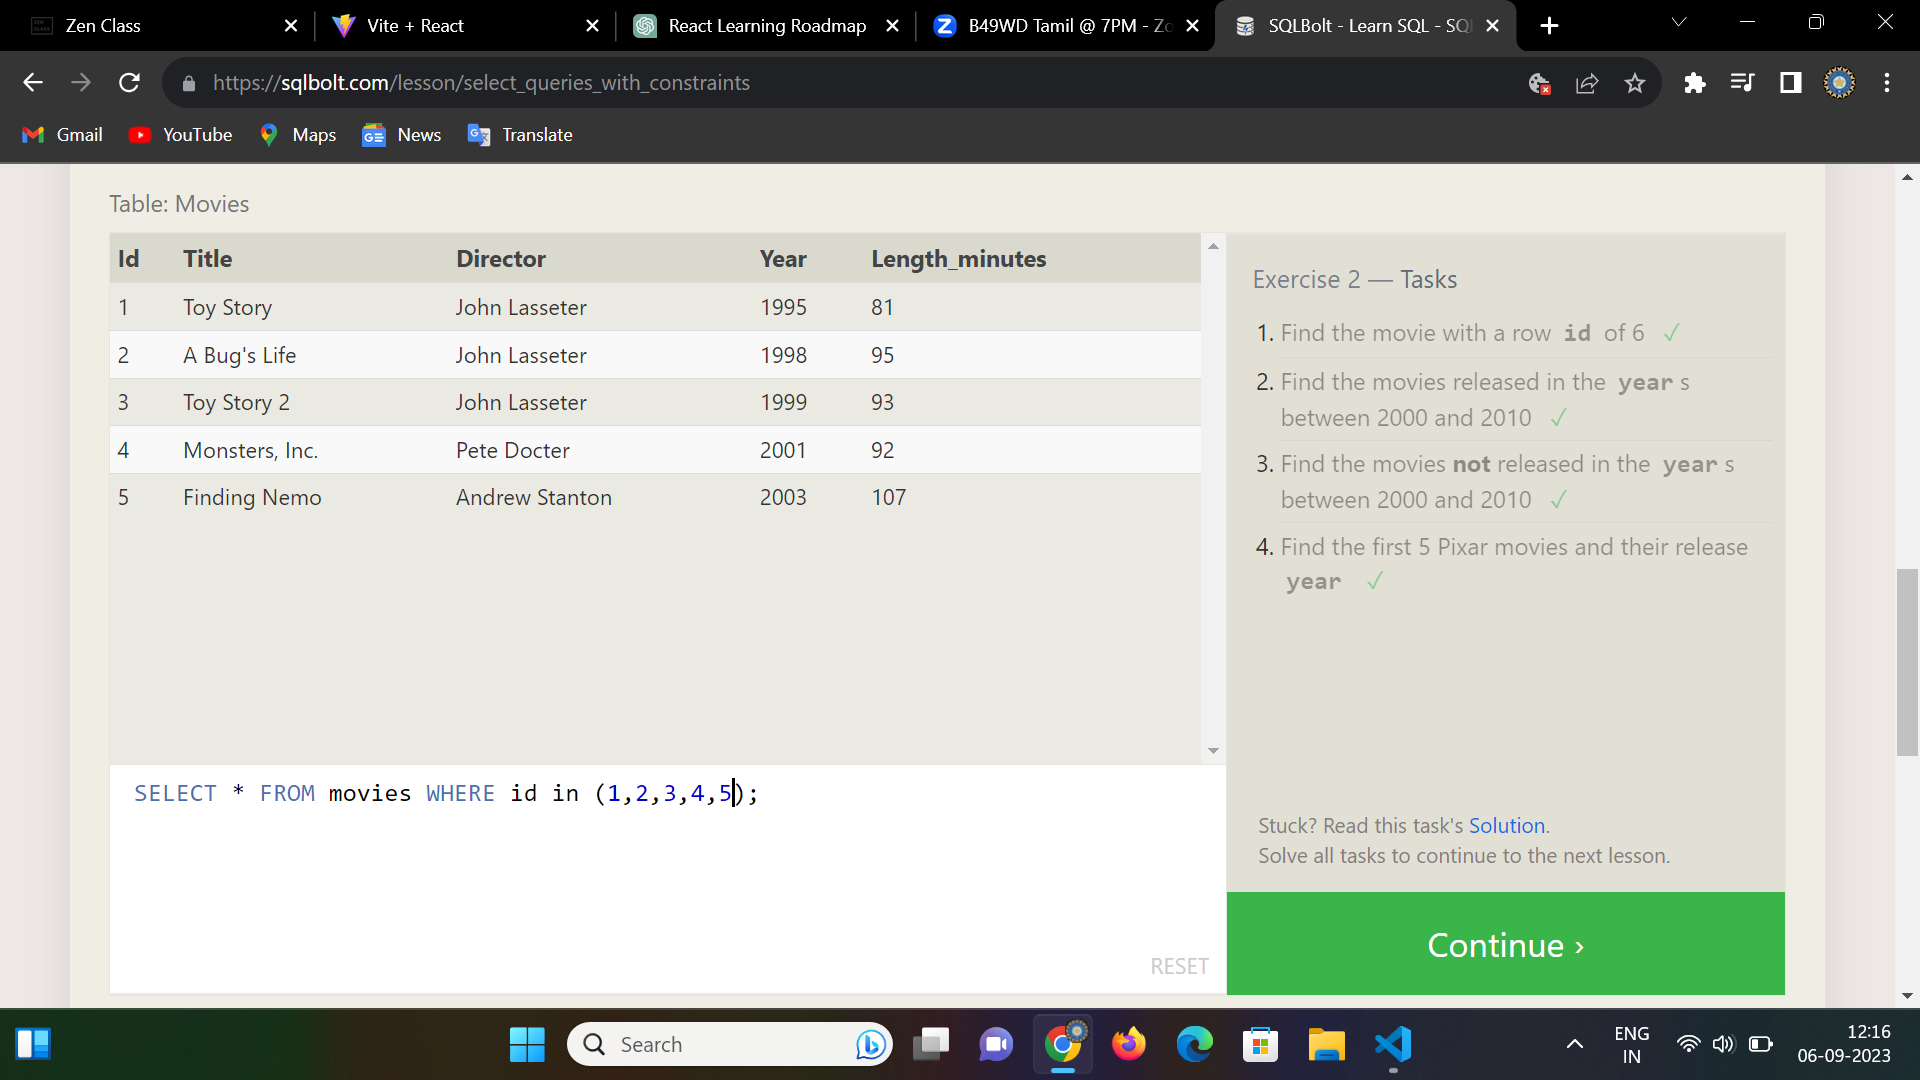 Zen Class
Vite + React
React Learning Roadmap
B49WD Tamil @ 7PM - Zo
SQLBolt - Learn SQL - SQL
https://sqlbolt.com/lesson/select_queries_with_constraints
Gmail
YouTube
Maps
News
Translate
Table: Movies
Id Title Director Year Length_minutes
1 Toy Story John Lasseter 1995 81
2 A Bug's Life John Lasseter 1998 95
3 Toy Story 2 John Lasseter 1999 93
4 Monsters, Inc. Pete Docter 2001 92
5 Finding Nemo Andrew Stanton 2003 107
SELECT * FROM movies WHERE id in (1,2,3,4,5);
RESET
Exercise 2 — Tasks
1. Find the movie with a row id of 6 ✓
2. Find the movies released in the year s
between 2000 and 2010 ✓
3. Find the movies not released in the year s
between 2000 and 2010 ✓
4. Find the first 5 Pixar movies and their release
year ✓
Stuck? Read this task's Solution.
Solve all tasks to continue to the next lesson.
Continue ›
Search
ENG
IN
12:16
06-09-2023